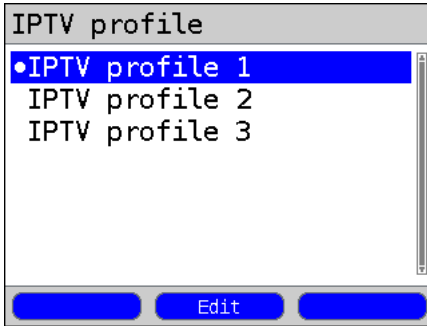 IPTV profile
•IPTV profile 1
IPTV profile 2
IPTV profile 3
Edit